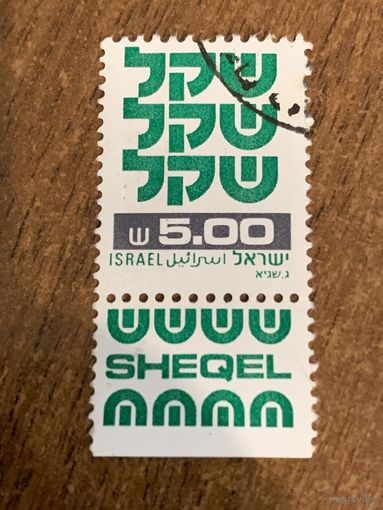 שקל
שקל
שקל
ש 5.00
ISRAEL اسرائيل ישראל
ג. שגיא
ש ש ש ש
SHEQEL